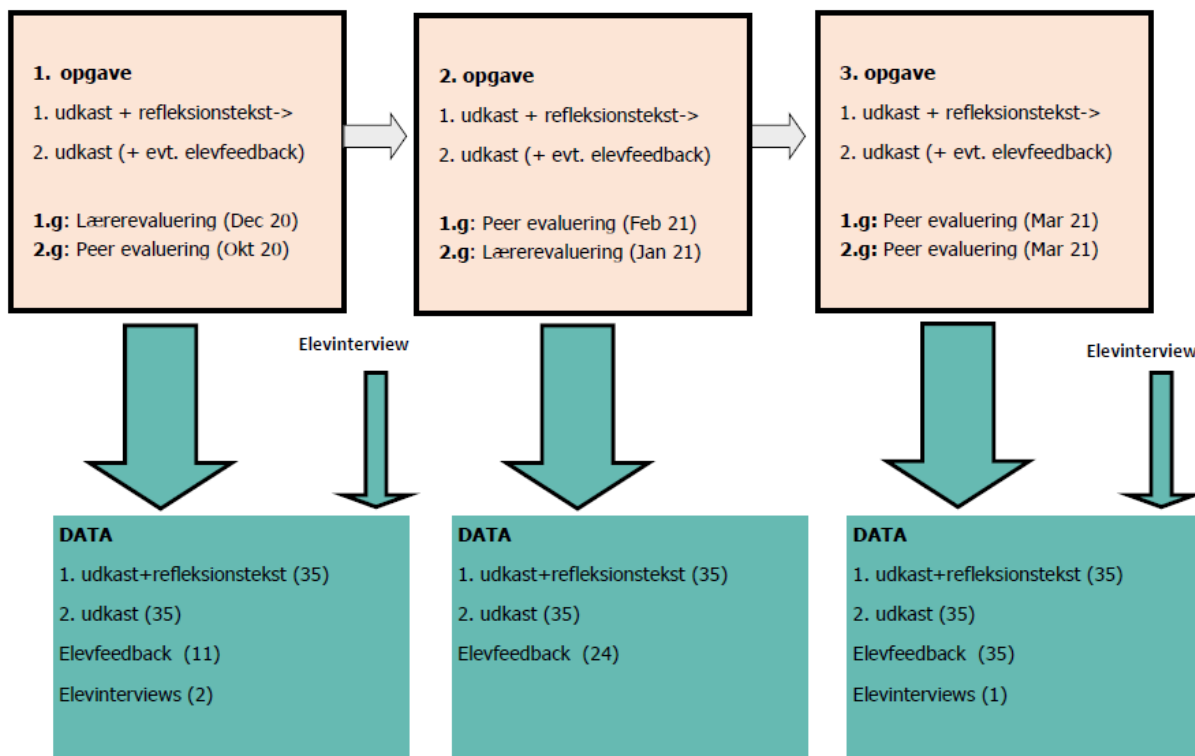 1. opgave
1. udkast + refleksionstekst->
2. udkast (+ evt. elevfeedback)
1.g: Lærerevaluering (Dec 20)
2.g: Peer evaluering (Okt 20)
2. opgave
1. udkast + refleksionstekst->
2. udkast (+ evt. elevfeedback)
1.g: Peer evaluering (Feb 21)
2.g: Lærerevaluering (Jan 21)
3. opgave
1. udkast + refleksionstekst->
2. udkast (+ evt. elevfeedback)
1.g: Peer evaluering (Mar 21)
2.g: Peer evaluering (Mar 21)
Elevinterview
Elevinterview
DATA
1. udkast+refleksionstekst (35)
2. udkast (35)
Elevfeedback (11)
Elevinterviews (2)
DATA
1. udkast+refleksionstekst (35)
2. udkast (35)
Elevfeedback (24)
DATA
1. udkast+refleksionstekst (35)
2. udkast (35)
Elevfeedback (35)
Elevinterviews (1)